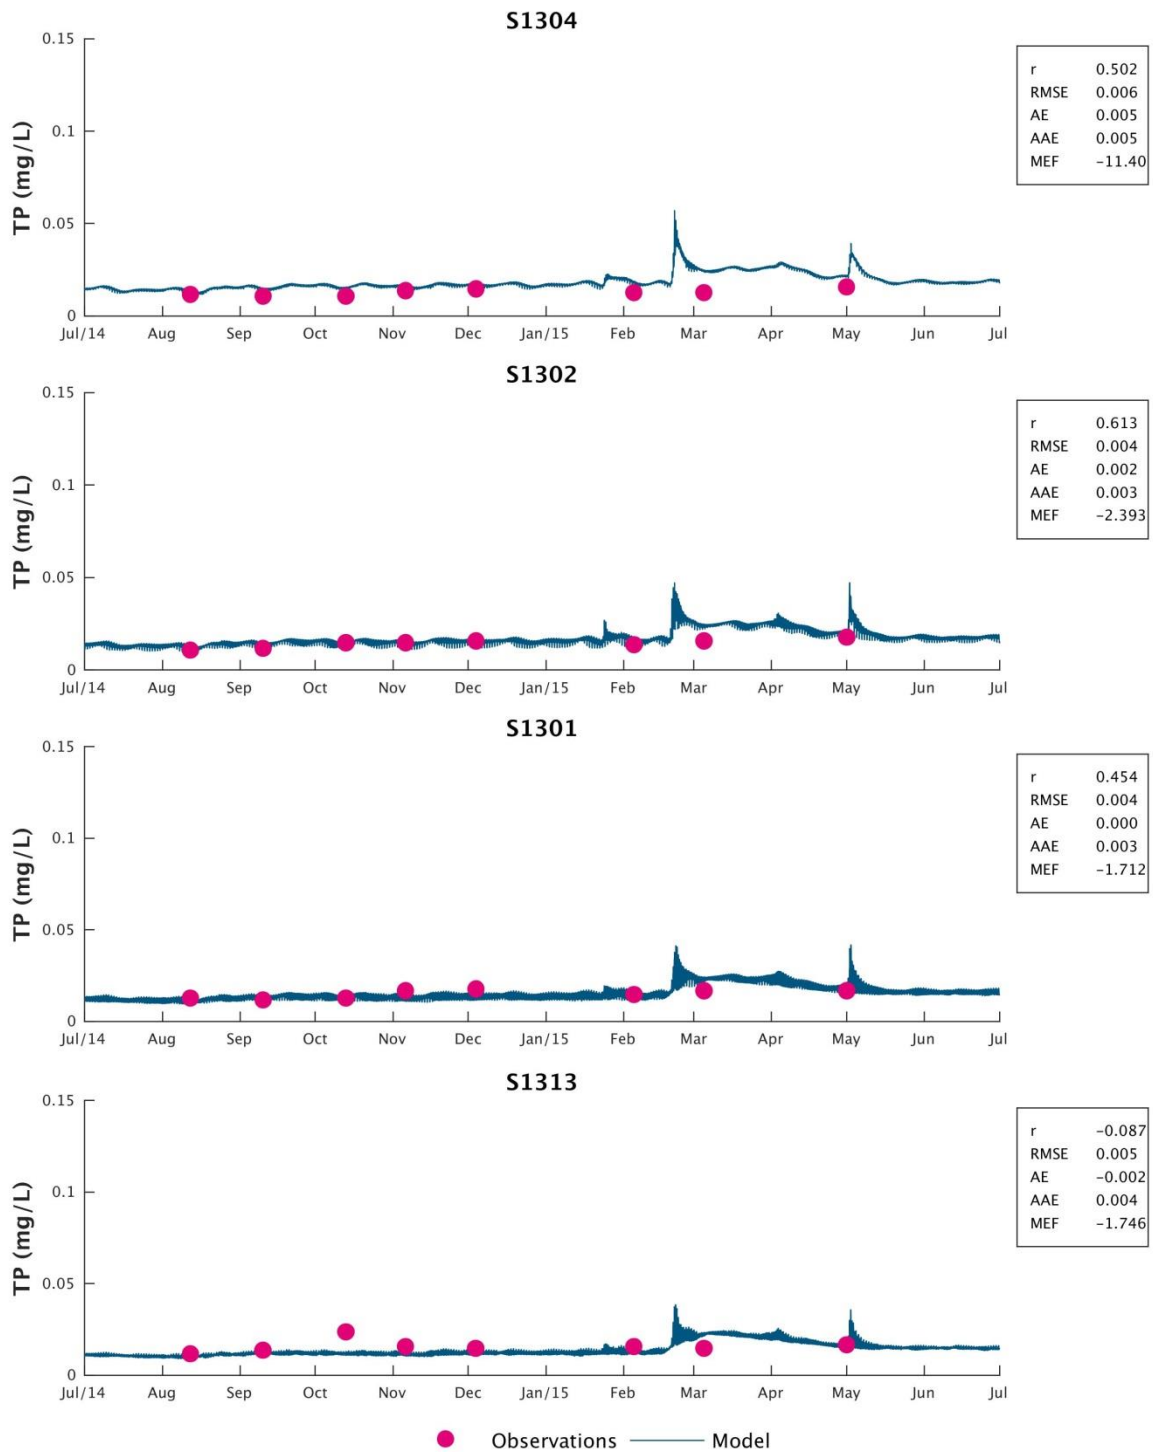 S1304
0.15
0.1
0.05
0
TP (mg/L)
Jul/14 Aug Sep Oct Nov Dec Jan/15 Feb Mar Apr May Jun Jul
r 0.502
RMSE 0.006
AE 0.005
AAE 0.005
MEF −11.40
S1302
0.15
0.1
0.05
0
TP (mg/L)
Jul/14 Aug Sep Oct Nov Dec Jan/15 Feb Mar Apr May Jun Jul
r 0.613
RMSE 0.004
AE 0.002
AAE 0.003
MEF −2.393
S1301
0.15
0.1
0.05
0
TP (mg/L)
Jul/14 Aug Sep Oct Nov Dec Jan/15 Feb Mar Apr May Jun Jul
r 0.454
RMSE 0.004
AE 0.000
AAE 0.003
MEF −1.712
S1313
0.15
0.1
0.05
0
TP (mg/L)
Jul/14 Aug Sep Oct Nov Dec Jan/15 Feb Mar Apr May Jun Jul
r −0.087
RMSE 0.005
AE −0.002
AAE 0.004
MEF −1.746
Observations Model